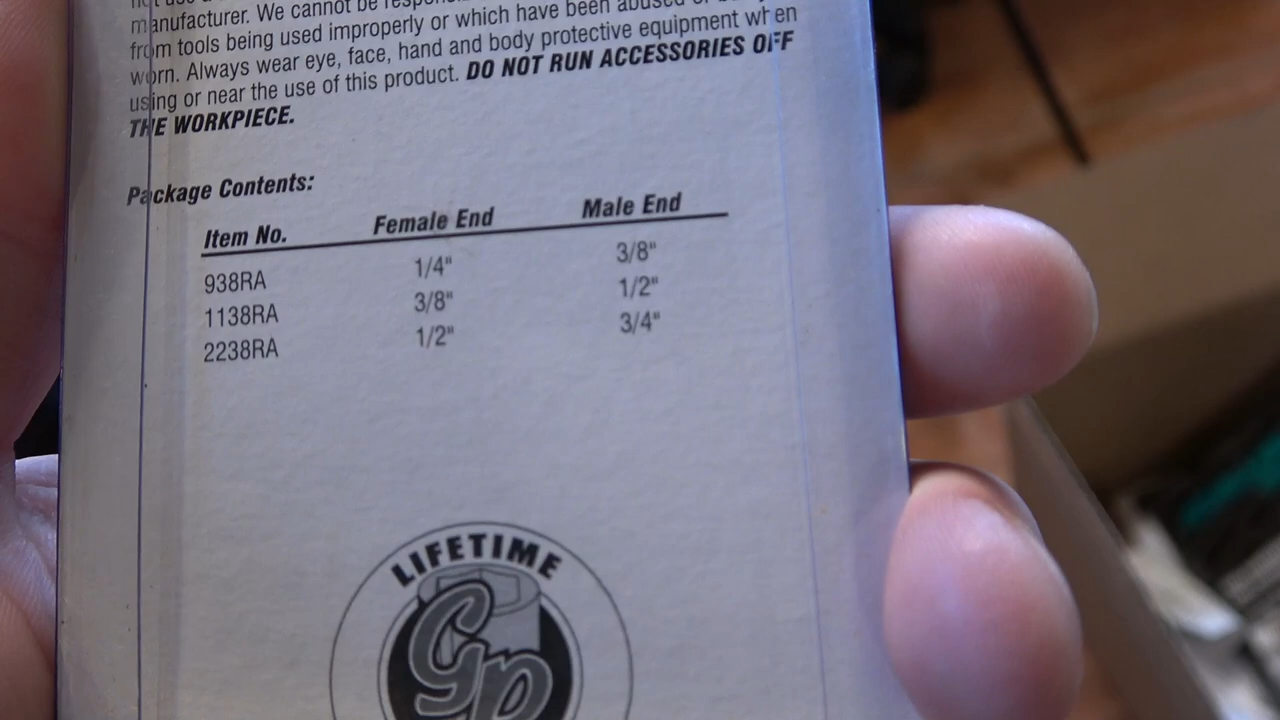 manufacturer. We cannot be
from tools being used improperly or which have been abused
worn. Always wear eye, face, hand and body protective equipment when
using or near the use of this product. DO NOT RUN ACCESSORIES OFF
THE WORKPIECE.
Package Contents:
Item No. Female End Male End
938RA 1/4" 3/8"
1138RA 3/8" 1/2"
2238RA 1/2" 3/4"
LIFETIME
GP